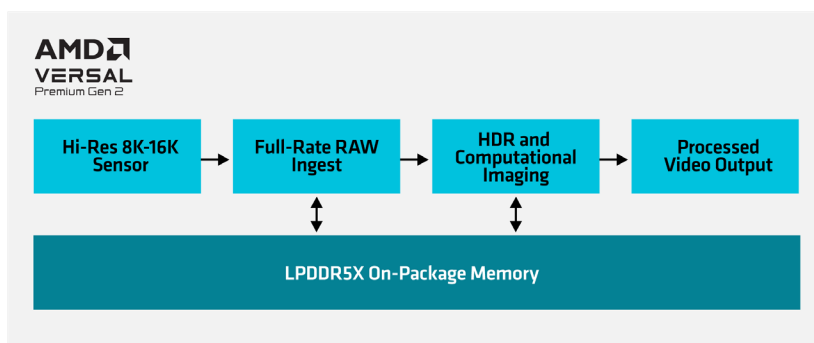 AMD
VERSAL
Premium Gen 2
Hi-Res 8K-16K
Sensor
Full-Rate RAW
Ingest
HDR and
Computational
Imaging
Processed
Video Output
LPDDR5X On-Package Memory